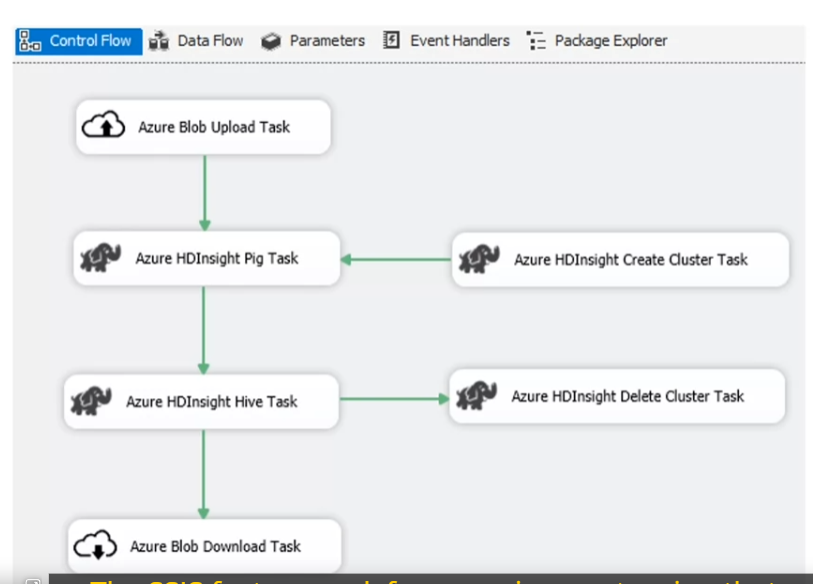 Control Flow Data Flow Parameters Event Handlers Package Explorer
Azure Blob Upload Task
Azure HDInsight Pig Task
Azure HDInsight Create Cluster Task
Azure HDInsight Hive Task
Azure HDInsight Delete Cluster Task
Azure Blob Download Task